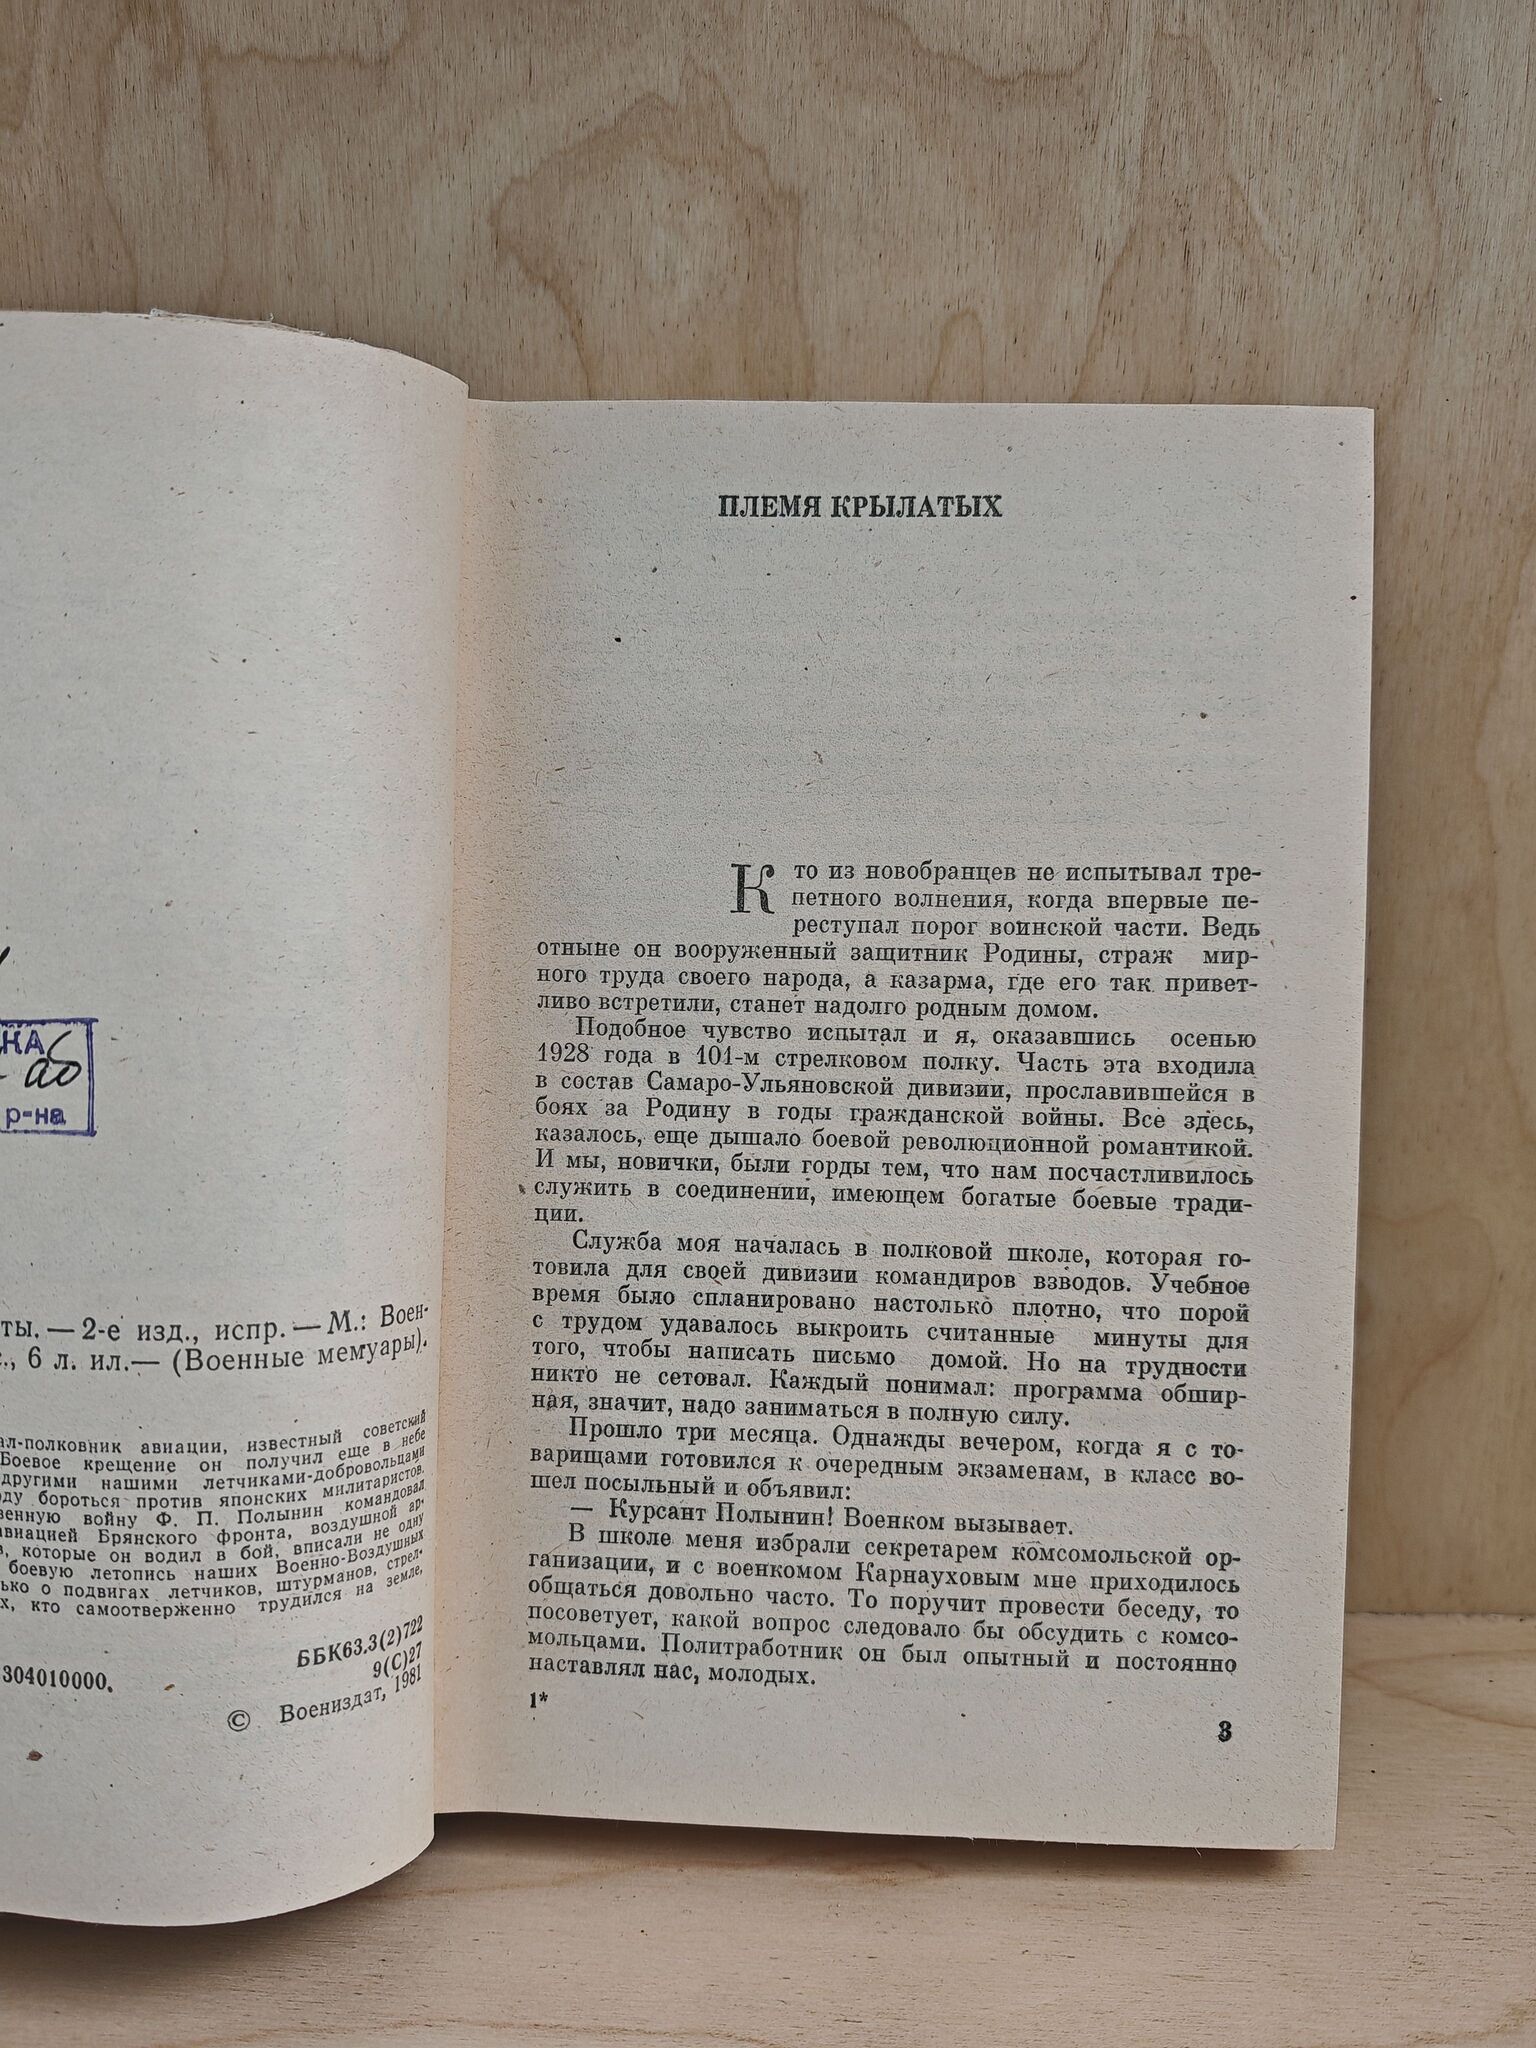 НА
р-на
ты. — 2-е изд., испр. — М.: Воен-
6 л. ил.— (Военные мемуары).
ал-полковник авиации, известный советский
Боевое крещение он получил еще в небе
другими нашими летчиками-добровольцами
оду бороться против японских милитаристов.
венную войну Ф. П. Полынин командовал
авиацией Брянского фронта, воздушной ар-
которые он водил в бой, вписали не одну
боевую летопись наших Военно-Воздушных
ько о подвигах летчиков, штурманов, стрел-
х, кто самоотверженно трудился на земле,
ББК63.3(2)722
9(С)27
304010000.
© Воениздат, 1981
ПЛЕМЯ КРЫЛАТЫХ
Кто из новобранцев не испытывал тре-
петного волнения, когда впервые пе-
реступал порог воинской части. Ведь
отныне он вооруженный защитник Родины, страж мир-
ного труда своего народа, а казарма, где его так привет-
ливо встретили, станет надолго родным домом.
Подобное чувство испытал и я, оказавшись осенью
1928 года в 101-м стрелковом полку. Часть эта входила
в состав Самаро-Ульяновской дивизии, прославившейся в
боях за Родину в годы гражданской войны. Все здесь,
казалось, еще дышало боевой революционной романтикой.
И мы, новички, были горды тем, что нам посчастливилось
служить в соединении, имеющем богатые боевые тради-
ции.
Служба моя началась в полковой школе, которая го-
товила для своей дивизии командиров взводов. Учебное
время было спланировано настолько плотно, что порой
с трудом удавалось выкроить считанные минуты для
того, чтобы написать письмо домой. Но на трудности
никто не сетовал. Каждый понимал: программа обшир-
ная, значит, надо заниматься в полную силу.
Прошло три месяца. Однажды вечером, когда я с то-
варищами готовился к очередным экзаменам, в класс во-
шел посыльный и объявил:
— Курсант Полынин! Военком вызывает.
В школе меня избрали секретарем комсомольской ор-
ганизации, и с военкомом Карнауховым мне приходилось
общаться довольно часто. То поручит провести беседу, то
посоветует, какой вопрос следовало бы обсудить с комсо-
мольцами. Политработник он был опытный и постоянно
наставлял нас, молодых.
1*
3